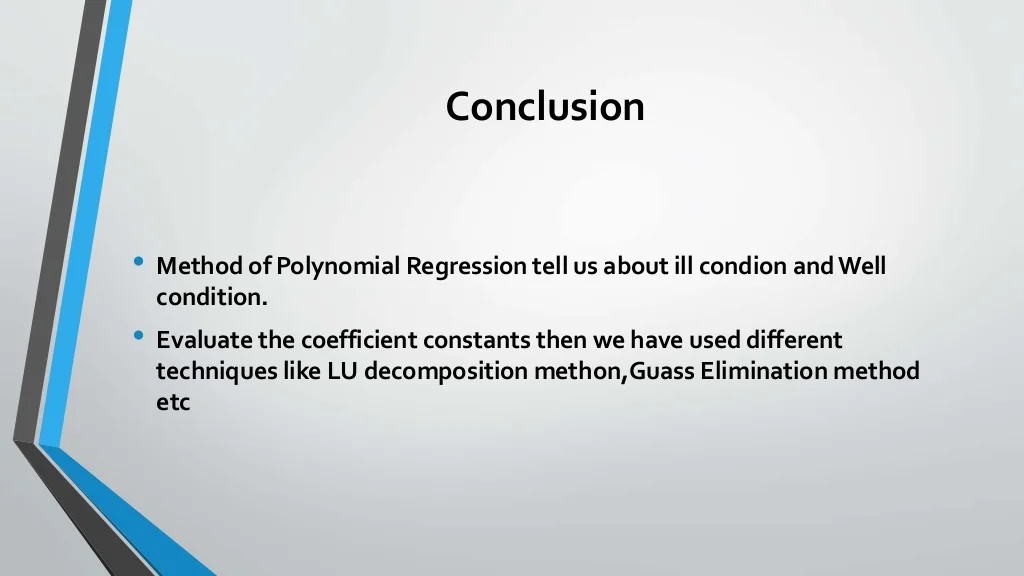 Conclusion
• Method of Polynomial Regression tell us about ill condion and Well
condition.
• Evaluate the coefficient constants then we have used different
techniques like LU decomposition methon,Guass Elimination method
etc